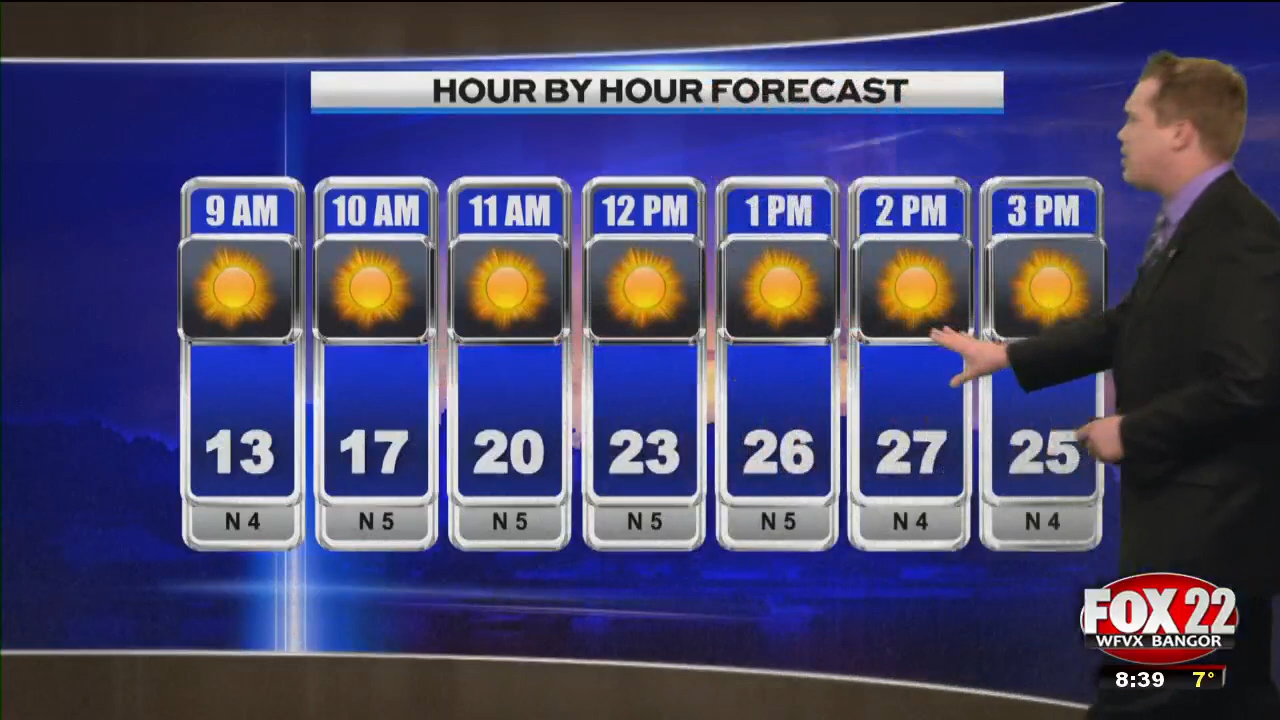 HOUR BY HOUR FORECAST
9 AM 10 AM 11 AM 12 PM 1 PM 2 PM 3 PM
13 17 20 23 26 27 25
N 4 N 5 N 5 N 5 N 5 N 4 N 4
FOX 22
WFVX BANGOR
8:39 7°